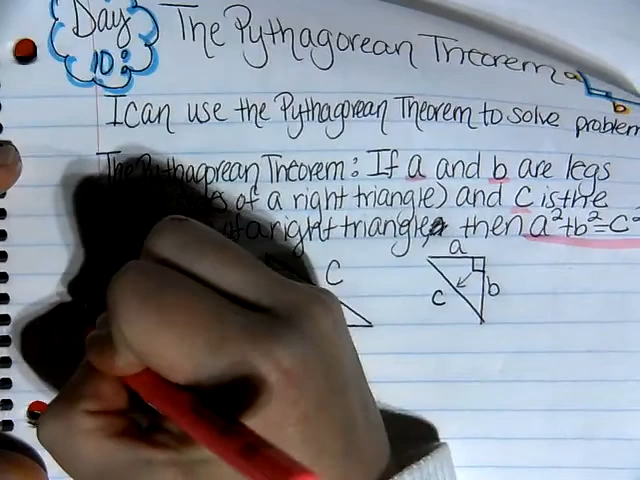 Day 10: The Pythagorean Theorem
a b
I can use the Pythagorean Theorem to solve problem
The Pythagorean Theorem: If a and b are legs
of a right triangle) and c is the
of a right triangle, then a²+b²=c²
a
C
c b